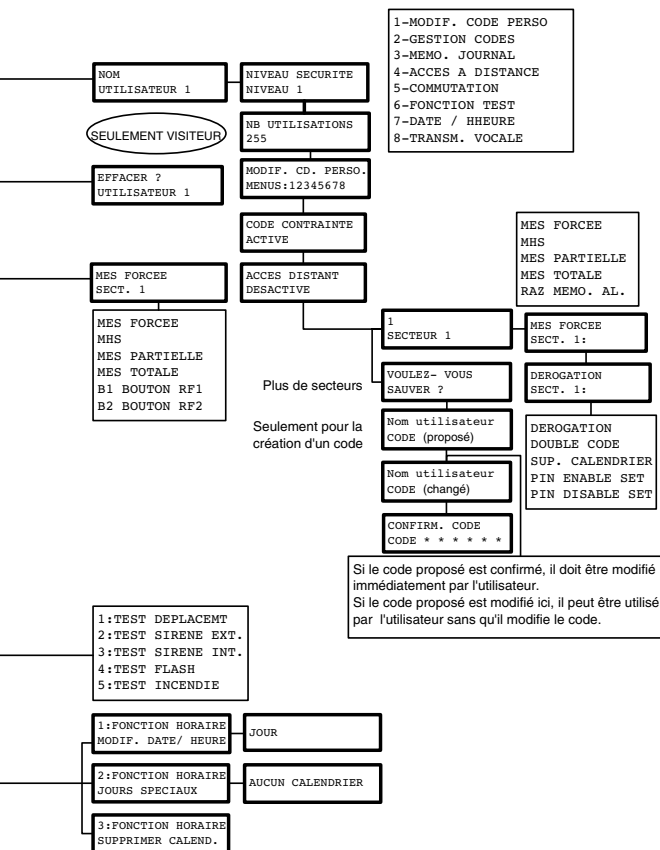 1-MODIF. CODE PERSO
2-GESTION CODES
3-MEMO. JOURNAL
4-ACCES A DISTANCE
5-COMMUTATION
6-FONCTION TEST
7-DATE / HHEURE
8-TRANSM. VOCALE
NOM
UTILISATEUR 1
NIVEAU SECURITE
NIVEAU 1
SEULEMENT VISITEUR
NB UTILISATIONS
255
EFFACER ?
UTILISATEUR 1
MODIF. CD. PERSO.
MENUS:12345678
CODE CONTRAINTE
ACTIVE
MES FORCEE
SECT. 1
ACCES DISTANT
DESACTIVE
MES FORCEE
MHS
MES PARTIELLE
MES TOTALE
RAZ MEMO. AL.
MES FORCEE
MHS
MES PARTIELLE
MES TOTALE
B1 BOUTON RF1
B2 BOUTON RF2
1
SECTEUR 1
MES FORCEE
SECT. 1:
Plus de secteurs
VOULEZ- VOUS
SAUVER ?
DEROGATION
SECT. 1:
Seulement pour la
création d'un code
Nom utilisateur
CODE (proposé)
DEROGATION
DOUBLE CODE
SUP. CALENDRIER
PIN ENABLE SET
PIN DISABLE SET
Nom utilisateur
CODE (changé)
CONFIRM. CODE
CODE * * * * * *
Si le code proposé est confirmé, il doit être modifié
immédiatement par l'utilisateur.
Si le code proposé est modifié ici, il peut être utilisé
par l'utilisateur sans qu'il modifie le code.
1:TEST DEPLACEMT
2:TEST SIRENE EXT.
3:TEST SIRENE INT.
4:TEST FLASH
5:TEST INCENDIE
1:FONCTION HORAIRE
MODIF. DATE/ HEURE
JOUR
2:FONCTION HORAIRE
JOURS SPECIAUX
AUCUN CALENDRIER
3:FONCTION HORAIRE
SUPPRIMER CALEND.